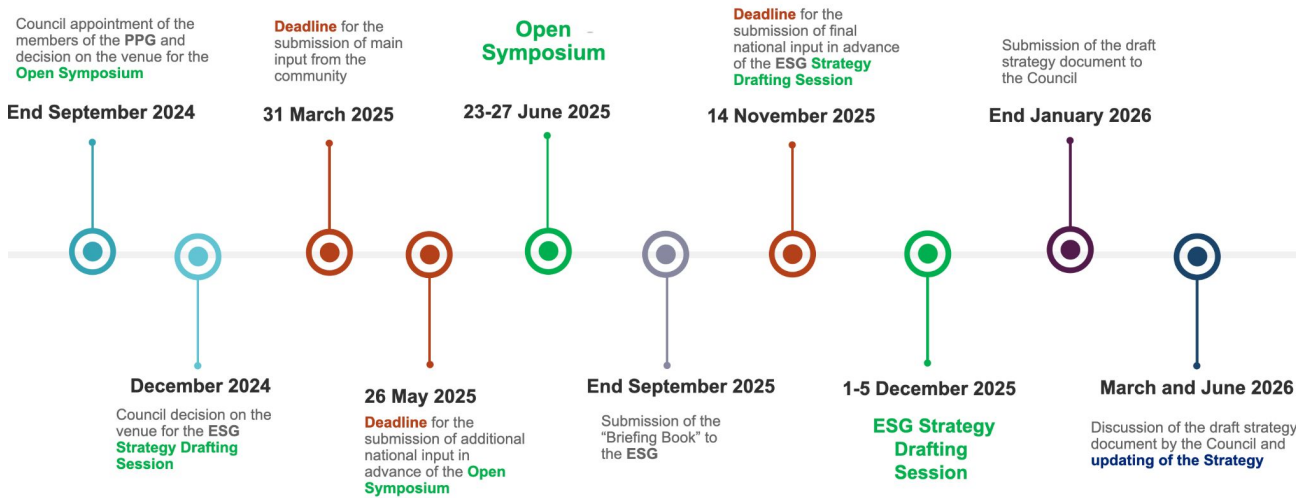 Council appointment of the
members of the PPG and
decision on the venue for the
Open Symposium
End September 2024
December 2024
Council decision on the
venue for the ESG
Strategy Drafting
Session
Deadline for the
submission of main
input from the
community
31 March 2025
26 May 2025
Deadline for the
submission of additional
national input in
advance of the Open
Symposium
Open
Symposium
23-27 June 2025
End September 2025
Submission of the
“Briefing Book” to
the ESG
Deadline for the
submission of final
national input in advance
of the ESG Strategy
Drafting Session
14 November 2025
1-5 December 2025
ESG Strategy
Drafting
Session
Submission of the draft
strategy document to
the Council
End January 2026
March and June 2026
Discussion of the draft strategy
document by the Council and
updating of the Strategy